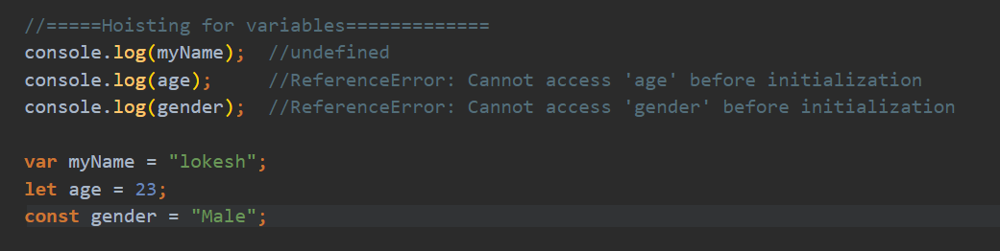 //=====Hoisting for variables=============
console.log(myName);  //undefined
console.log(age);     //ReferenceError: Cannot access 'age' before initialization
console.log(gender);  //ReferenceError: Cannot access 'gender' before initialization
var myName = "lokesh";
let age = 23;
const gender = "Male";